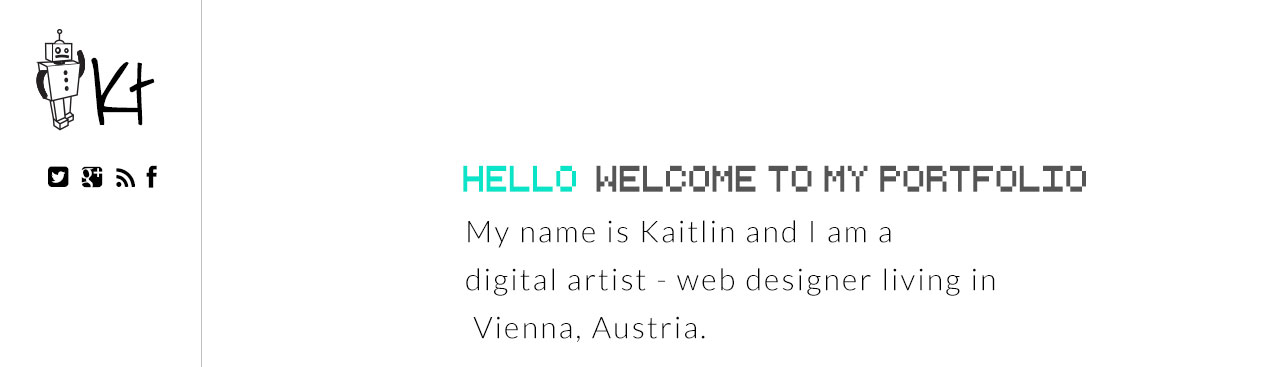 Kt
HELLO WELCOME TO MY PORTFOLIO
My name is Kaitlin and I am a
digital artist - web designer living in
Vienna, Austria.